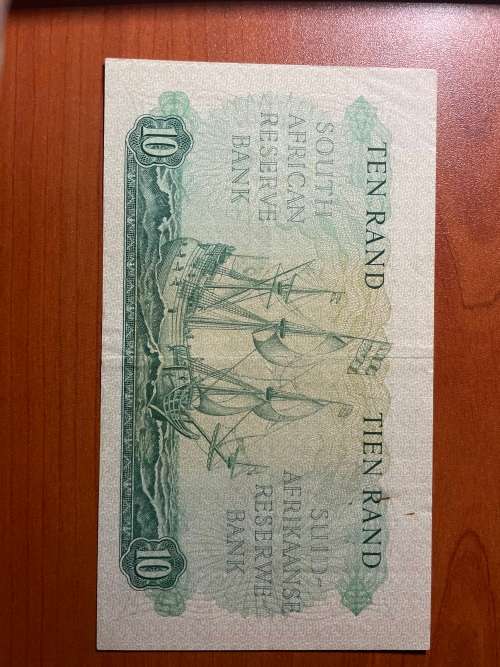 TEN RAND
TIEN RAND
SOUTH
AFRICAN
RESERVE
BANK
SUID-
AFRIKAANSE
RESERWE
BANK
10
10